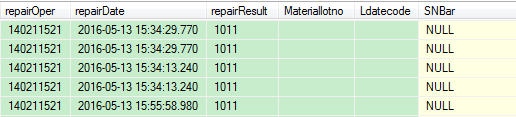 repairOper repairDate repairResult Materiallotno Ldatecode SNBar
140211521 2016-05-13 15:34:29.770 1011 NULL
140211521 2016-05-13 15:34:29.770 1011 NULL
140211521 2016-05-13 15:34:13.240 1011 NULL
140211521 2016-05-13 15:34:13.240 1011 NULL
140211521 2016-05-13 15:55:58.980 1011 NULL